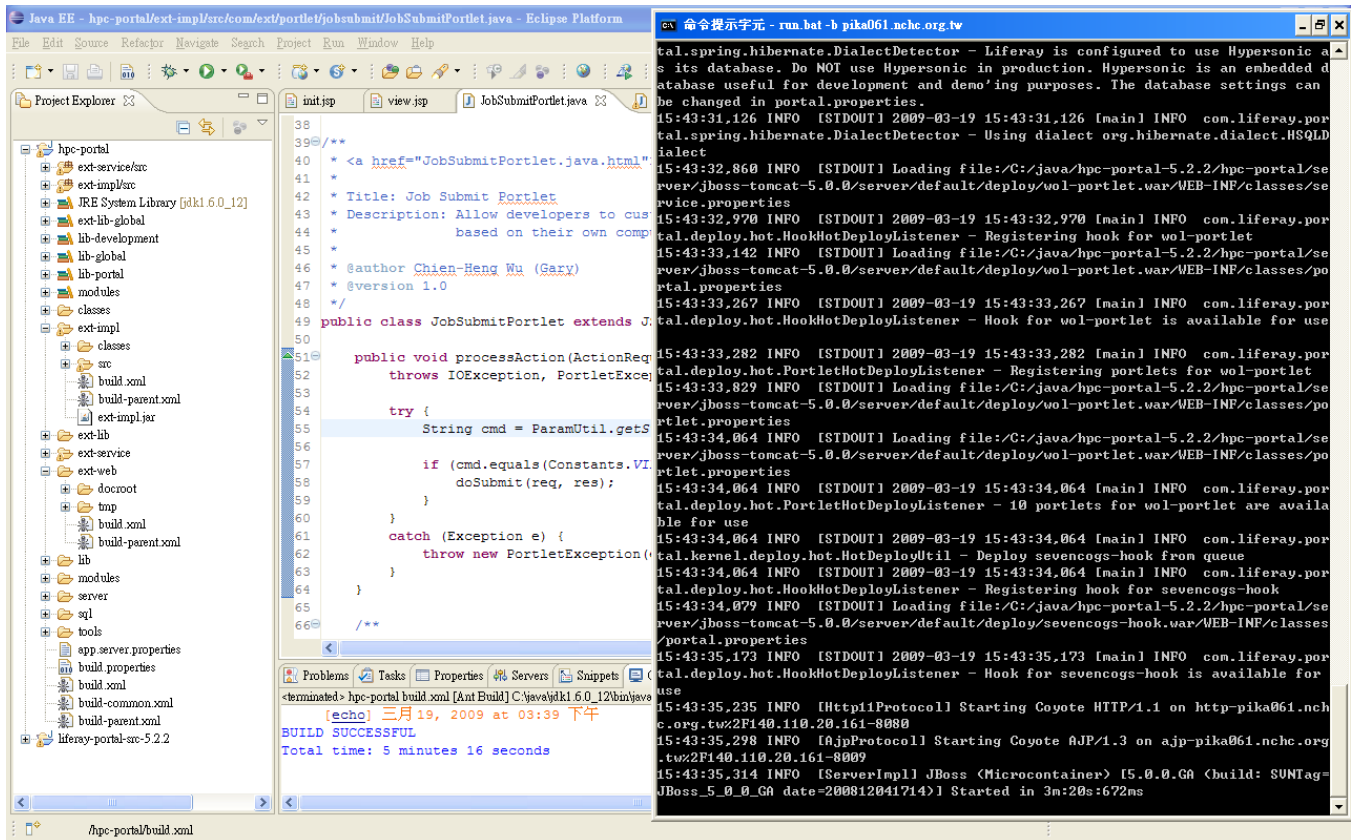 Java EE - hpc-portal/ext-impl/src/com/ext/portlet/jobsubmit/JobSubmitPortlet.java - Eclipse Platform
File Edit Source Refactor Navigate Search Project Run Window Help
Project Explorer
hpc-portal
ext-service/src
ext-impl/src
JRE System Library [jdk1.6.0_12]
ext-lib-global
lib-development
lib-global
lib-portal
modules
classes
ext-impl
classes
src
build.xml
build-parent.xml
ext-impl.jar
ext-lib
ext-service
ext-web
docroot
tmp
build.xml
build-parent.xml
lib
modules
server
sql
tools
app.server.properties
build.properties
build.xml
build-common.xml
build-parent.xml
liferay-portal-src-5.2.2
init.jsp view.jsp JobSubmitPortlet.java
38
39 /**
40 * <a href="JobSubmitPortlet.java.html"
41 *
42 * Title: Job Submit Portlet
43 * Description: Allow developers to cus
44 * based on their own comp
45 *
46 * @author Chien-Heng Wu (Gary)
47 * @version 1.0
48 */
49 public class JobSubmitPortlet extends J
50
51 public void processAction(ActionReq
52 throws IOException, PortletExce
53
54 try {
55 String cmd = ParamUtil.getS
56
57 if (cmd.equals(Constants.VI
58 doSubmit(req, res);
59 }
60 }
61 catch (Exception e) {
62 throw new PortletException(
63 }
64 }
65
66 /**
Problems Tasks Properties Servers Snippets
<terminated> hpc-portal build.xml [Ant Build] C:\java\jdk1.6.0_12\bin\java
[echo] 三月 19, 2009 at 03:39 下午
BUILD SUCCESSFUL
Total time: 5 minutes 16 seconds
/hpc-portal/build.xml
命令提示字元 - run.bat -b pika061.nchc.org.tw
tal.spring.hibernate.DialectDetector - Liferay is configured to use Hypersonic a
s its database. Do NOT use Hypersonic in production. Hypersonic is an embedded d
atabase useful for development and demo'ing purposes. The database settings can
be changed in portal.properties.
15:43:31,126 INFO [STDOUT] 2009-03-19 15:43:31,126 [main] INFO com.liferay.por
tal.spring.hibernate.DialectDetector - Using dialect org.hibernate.dialect.HSQLD
ialect
15:43:32,860 INFO [STDOUT] Loading file:/C:/java/hpc-portal-5.2.2/hpc-portal/se
rver/jboss-tomcat-5.0.0/server/default/deploy/wol-portlet.war/WEB-INF/classes/se
rvice.properties
15:43:32,970 INFO [STDOUT] 2009-03-19 15:43:32,970 [main] INFO com.liferay.por
tal.deploy.hot.HookHotDeployListener - Registering hook for wol-portlet
15:43:33,142 INFO [STDOUT] Loading file:/C:/java/hpc-portal-5.2.2/hpc-portal/se
rver/jboss-tomcat-5.0.0/server/default/deploy/wol-portlet.war/WEB-INF/classes/po
rtal.properties
15:43:33,267 INFO [STDOUT] 2009-03-19 15:43:33,267 [main] INFO com.liferay.por
tal.deploy.hot.HookHotDeployListener - Hook for wol-portlet is available for use
15:43:33,282 INFO [STDOUT] 2009-03-19 15:43:33,282 [main] INFO com.liferay.por
tal.deploy.hot.PortletHotDeployListener - Registering portlets for wol-portlet
15:43:33,829 INFO [STDOUT] Loading file:/C:/java/hpc-portal-5.2.2/hpc-portal/se
rver/jboss-tomcat-5.0.0/server/default/deploy/wol-portlet.war/WEB-INF/classes/po
rtlet.properties
15:43:34,064 INFO [STDOUT] Loading file:/C:/java/hpc-portal-5.2.2/hpc-portal/se
rver/jboss-tomcat-5.0.0/server/default/deploy/wol-portlet.war/WEB-INF/classes/po
rtlet.properties
15:43:34,064 INFO [STDOUT] 2009-03-19 15:43:34,064 [main] INFO com.liferay.por
tal.deploy.hot.PortletHotDeployListener - 10 portlets for wol-portlet are availa
ble for use
15:43:34,064 INFO [STDOUT] 2009-03-19 15:43:34,064 [main] INFO com.liferay.por
tal.kernel.deploy.hot.HotDeployUtil - Deploy sevencogs-hook from queue
15:43:34,064 INFO [STDOUT] 2009-03-19 15:43:34,064 [main] INFO com.liferay.por
tal.deploy.hot.HookHotDeployListener - Registering hook for sevencogs-hook
15:43:34,079 INFO [STDOUT] Loading file:/C:/java/hpc-portal-5.2.2/hpc-portal/se
rver/jboss-tomcat-5.0.0/server/default/deploy/sevencogs-hook.war/WEB-INF/classes
/portal.properties
15:43:35,173 INFO [STDOUT] 2009-03-19 15:43:35,173 [main] INFO com.liferay.por
tal.deploy.hot.HookHotDeployListener - Hook for sevencogs-hook is available for
use
15:43:35,235 INFO [Http11Protocol] Starting Coyote HTTP/1.1 on http-pika061.nch
c.org.tw%2F140.110.20.161-8080
15:43:35,298 INFO [AjpProtocol] Starting Coyote AJP/1.3 on ajp-pika061.nchc.org
.tw%2F140.110.20.161-8009
15:43:35,314 INFO [ServerImpl] JBoss (Microcontainer) [5.0.0.GA (build: SVNTag=
JBoss_5_0_0_GA date=200812041714)] Started in 3m:20s:672ms